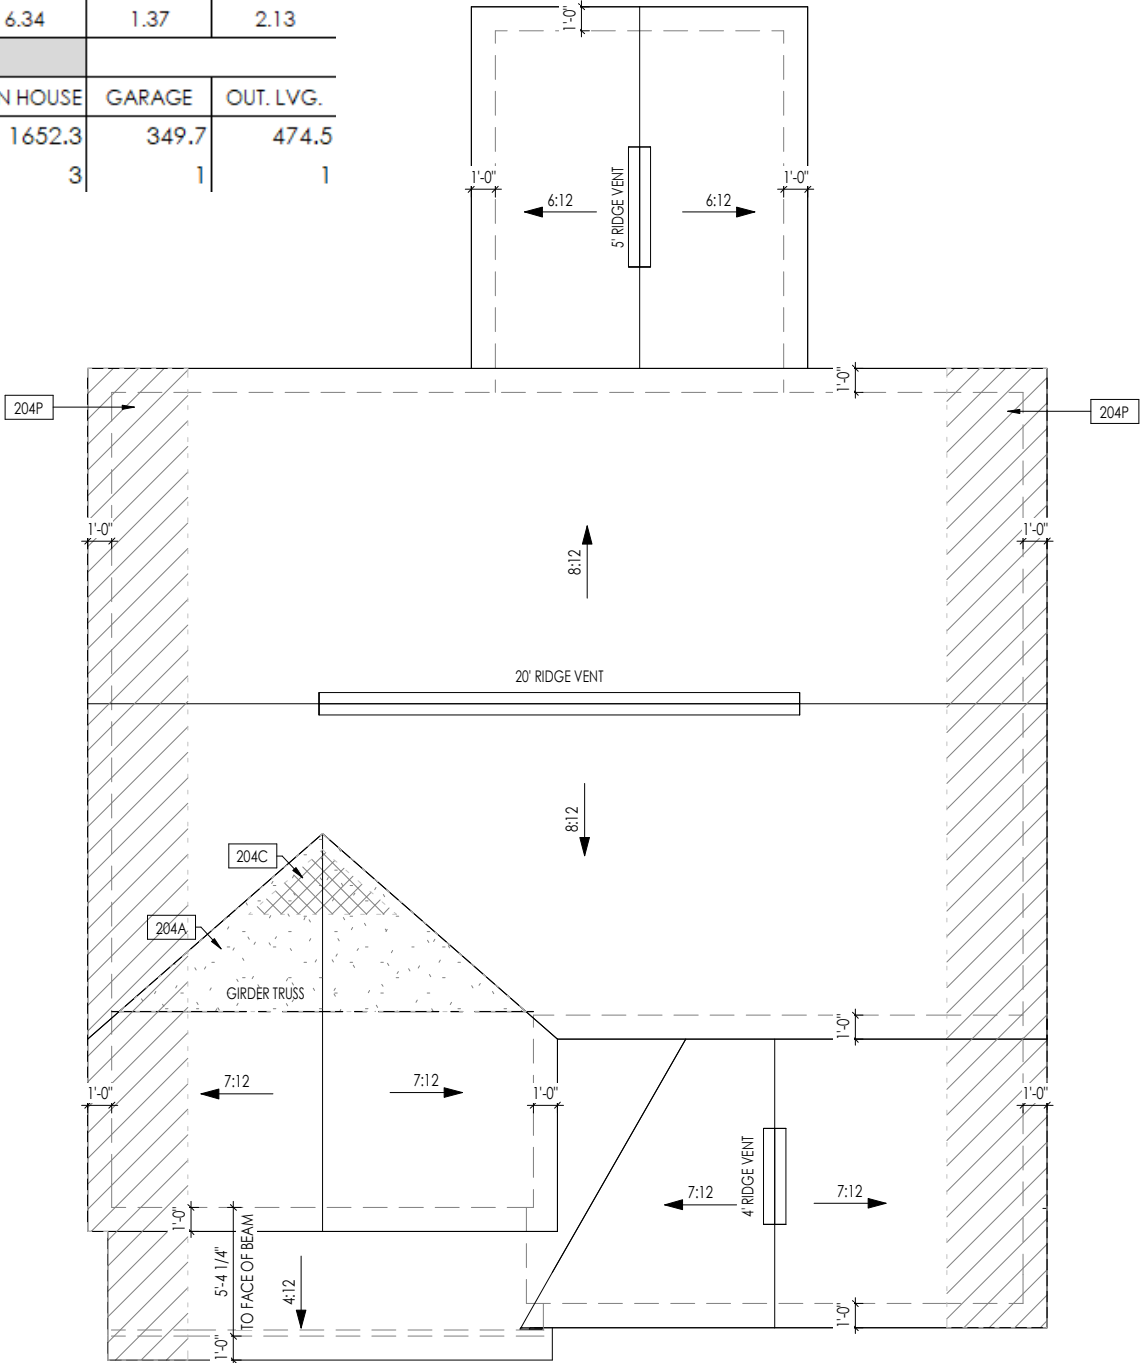 6.34 1.37 2.13
N HOUSE GARAGE OUT. LVG.
1652.3 349.7 474.5
3 1 1
1'-0"
1'-0" 1'-0"
6:12 5' RIDGE VENT 6:12
1'-0"
204P 204P
1'-0" 1'-0"
8:12
20' RIDGE VENT
8:12
204C
204A
GIRDER TRUSS
1'-0"
7:12 7:12
1'-0" 1'-0" 1'-0"
7:12 4' RIDGE VENT 7:12
1'-0"
5'-4 1/4"
TO FACE OF BEAM
4:12
1'-0"
1'-0"